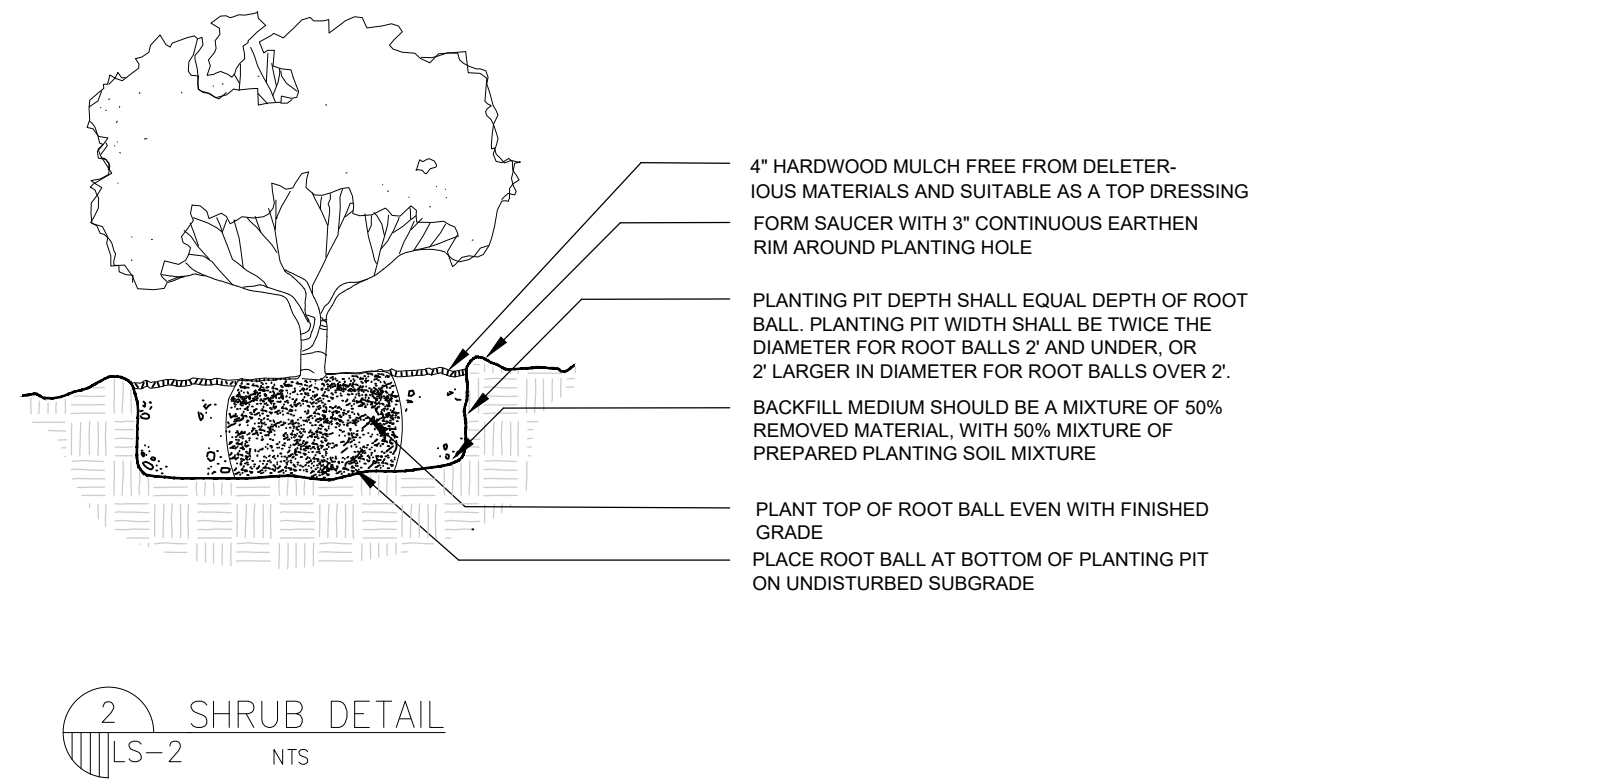 4" HARDWOOD MULCH FREE FROM DELETER-
IOUS MATERIALS AND SUITABLE AS A TOP DRESSING
FORM SAUCER WITH 3" CONTINUOUS EARTHEN
RIM AROUND PLANTING HOLE
PLANTING PIT DEPTH SHALL EQUAL DEPTH OF ROOT
BALL. PLANTING PIT WIDTH SHALL BE TWICE THE
DIAMETER FOR ROOT BALLS 2' AND UNDER, OR
2' LARGER IN DIAMETER FOR ROOT BALLS OVER 2'.
BACKFILL MEDIUM SHOULD BE A MIXTURE OF 50%
REMOVED MATERIAL, WITH 50% MIXTURE OF
PREPARED PLANTING SOIL MIXTURE
PLANT TOP OF ROOT BALL EVEN WITH FINISHED
GRADE
PLACE ROOT BALL AT BOTTOM OF PLANTING PIT
ON UNDISTURBED SUBGRADE
2 SHRUB DETAIL
LS-2 NTS